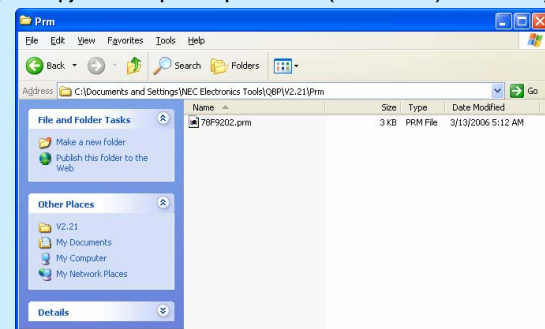 Prm
File Edit View Favorites Tools Help
Back Search Folders
Address C:\Documents and Settings\NEC Electronics Tools\QBP\V2.21\Prm Go
Name Size Type Date Modified
78F9202.prm 3 KB PRM File 3/13/2006 5:12 AM
File and Folder Tasks
Make a new folder
Publish this folder to the
Web
Other Places
V2.21
My Documents
My Computer
My Network Places
Details